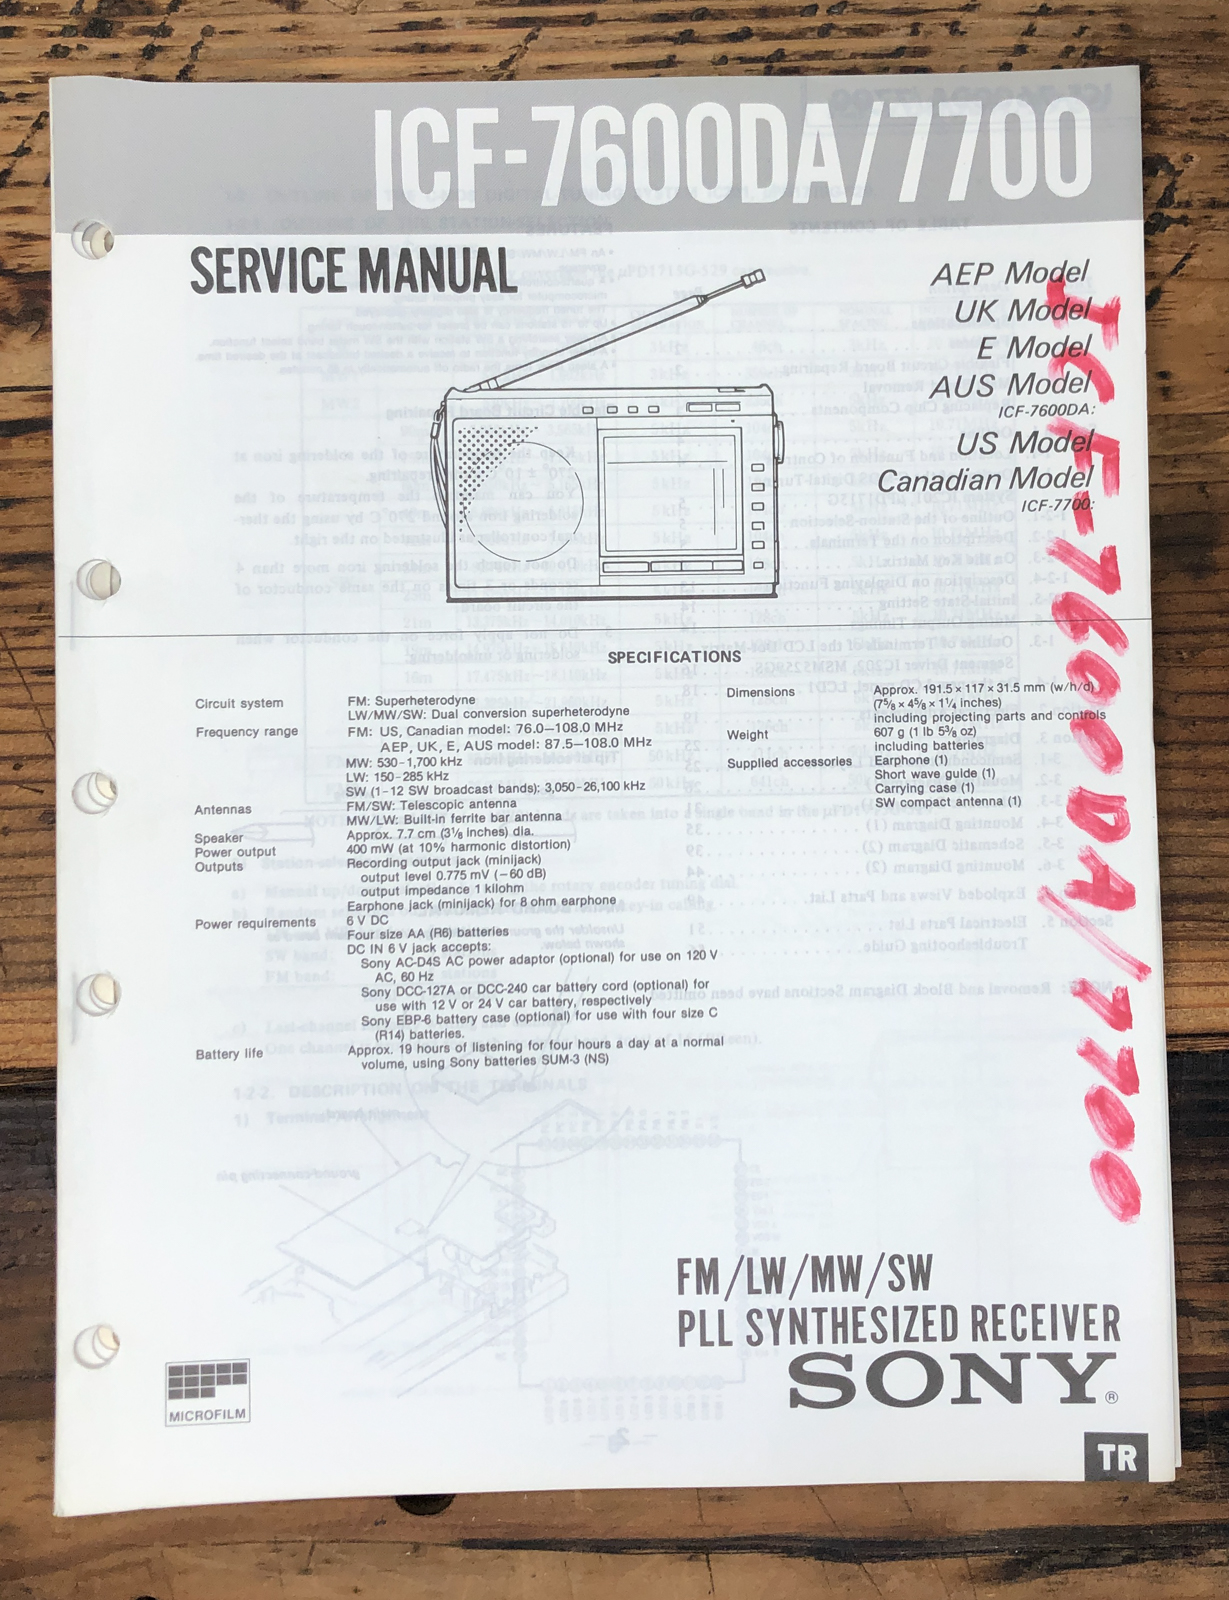 ICF-7600DA/7700
SERVICE MANUAL
AEP Model
UK Model
E Model
AUS Model
ICF-7600DA:
US Model
Canadian Model
ICF-7700:
ICF-7600DA/7700
SPECIFICATIONS
Circuit system FM: Superheterodyne
LW/MW/SW: Dual conversion superheterodyne
Frequency range FM: US, Canadian model: 76.0–108.0 MHz
AEP, UK, E, AUS model: 87.5–108.0 MHz
MW: 530-1,700 kHz
LW: 150-285 kHz
SW (1-12 SW broadcast bands): 3,050-26,100 kHz
Antennas FM/SW: Telescopic antenna
MW/LW: Built-in ferrite bar antenna
Speaker Approx. 7.7 cm (3⅛ inches) dia.
Power output 400 mW (at 10% harmonic distortion)
Outputs Recording output jack (minijack)
output level 0.775 mV (−60 dB)
output impedance 1 kilohm
Earphone jack (minijack) for 8 ohm earphone
Power requirements 6 V DC
Four size AA (R6) batteries
DC IN 6 V jack accepts:
Sony AC-D4S AC power adaptor (optional) for use on 120 V
AC, 60 Hz
Sony DCC-127A or DCC-240 car battery cord (optional) for
use with 12 V or 24 V car battery, respectively
Sony EBP-6 battery case (optional) for use with four size C
(R14) batteries.
Battery life Approx. 19 hours of listening for four hours a day at a normal
volume, using Sony batteries SUM-3 (NS)
Dimensions Approx. 191.5 × 117 × 31.5 mm (w/h/d)
(7⅝ × 4⅝ × 1¼ inches)
including projecting parts and controls
Weight 607 g (1 lb 5⅜ oz)
including batteries
Supplied accessories Earphone (1)
Short wave guide (1)
Carrying case (1)
SW compact antenna (1)
FM/LW/MW/SW
PLL SYNTHESIZED RECEIVER
SONY®
MICROFILM
TR